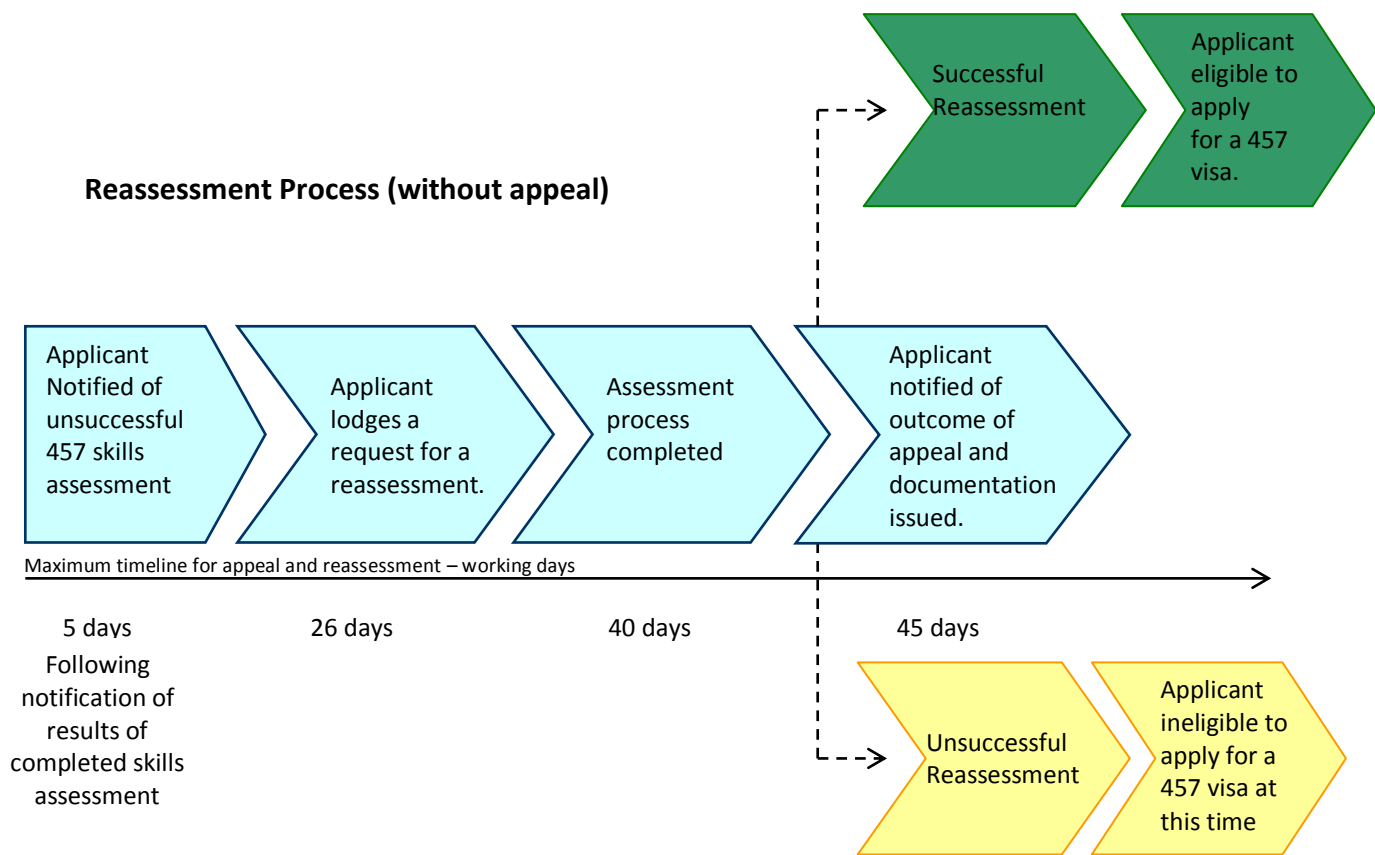 Successful
Reassessment
Applicant
eligible to
apply
for a 457
visa.
Reassessment Process (without appeal)
Applicant
Notified of
unsuccessful
457 skills
assessment
Applicant
lodges a
request for a
reassessment.
Assessment
process
completed
Applicant
notified of
outcome of
appeal and
documentation
issued.
Maximum timeline for appeal and reassessment – working days
5 days
26 days
40 days
45 days
Following
notification of
results of
completed skills
assessment
Unsuccessful
Reassessment
Applicant
ineligible to
apply for a
457 visa at
this time